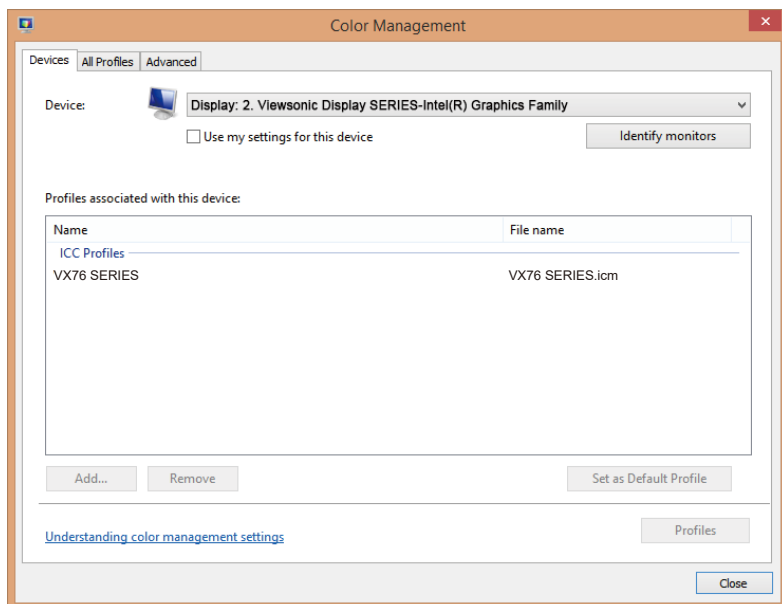 Color Management
Devices All Profiles Advanced
Device: Display: 2. Viewsonic Display SERIES-Intel(R) Graphics Family
Use my settings for this device Identify monitors
Profiles associated with this device:
Name File name
ICC Profiles
VX76 SERIES VX76 SERIES.icm
Add... Remove Set as Default Profile
Understanding color management settings Profiles
Close